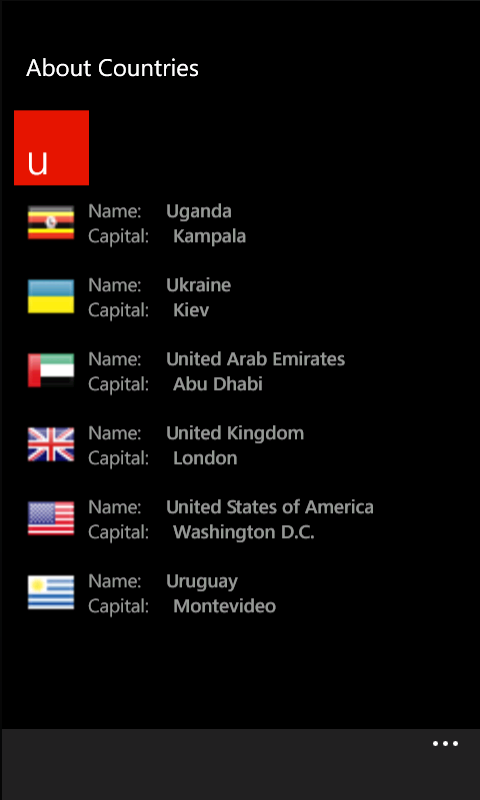 About Countries
u
Name: Uganda
Capital: Kampala
Name: Ukraine
Capital: Kiev
Name: United Arab Emirates
Capital: Abu Dhabi
Name: United Kingdom
Capital: London
Name: United States of America
Capital: Washington D.C.
Name: Uruguay
Capital: Montevideo